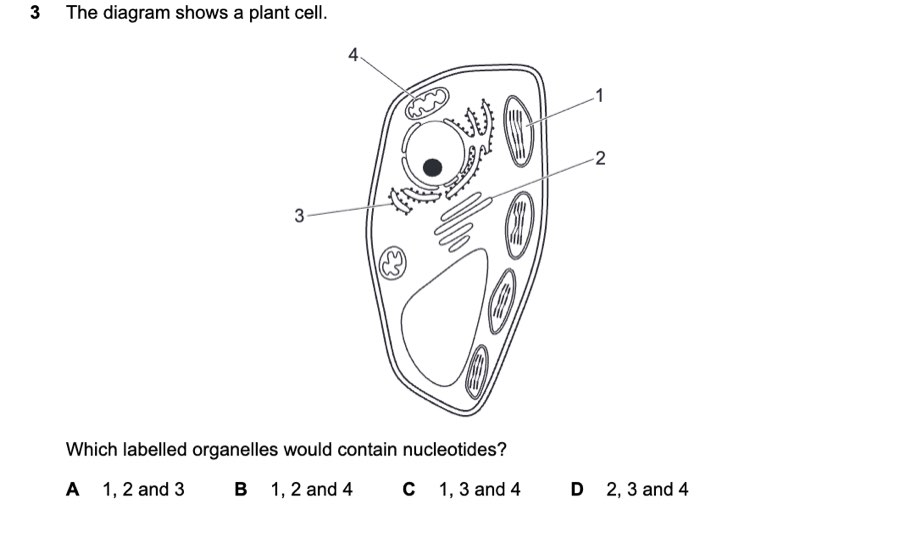 3 The diagram shows a plant cell.
4
1
2
3
Which labelled organelles would contain nucleotides?
A 1, 2 and 3 B 1, 2 and 4 C 1, 3 and 4 D 2, 3 and 4